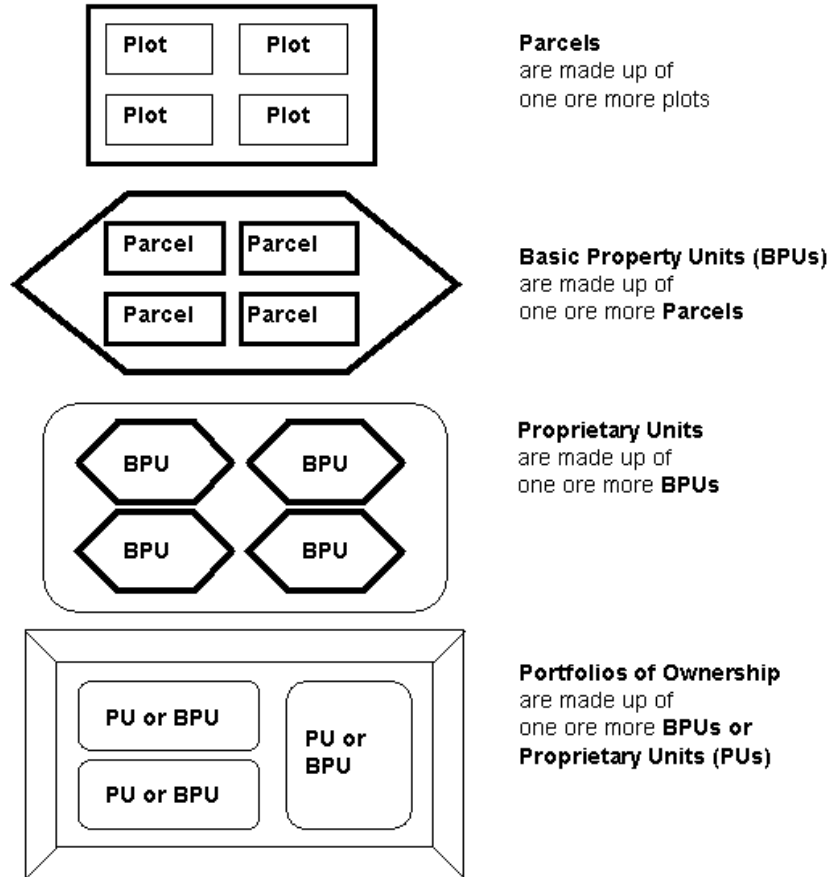 Plot Plot
Plot Plot
Parcels
are made up of
one ore more plots
Parcel Parcel
Parcel Parcel
Basic Property Units (BPUs)
are made up of
one ore more Parcels
BPU BPU
BPU BPU
Proprietary Units
are made up of
one ore more BPUs
PU or BPU
PU or BPU
PU or
BPU
Portfolios of Ownership
are made up of
one ore more BPUs or
Proprietary Units (PUs)